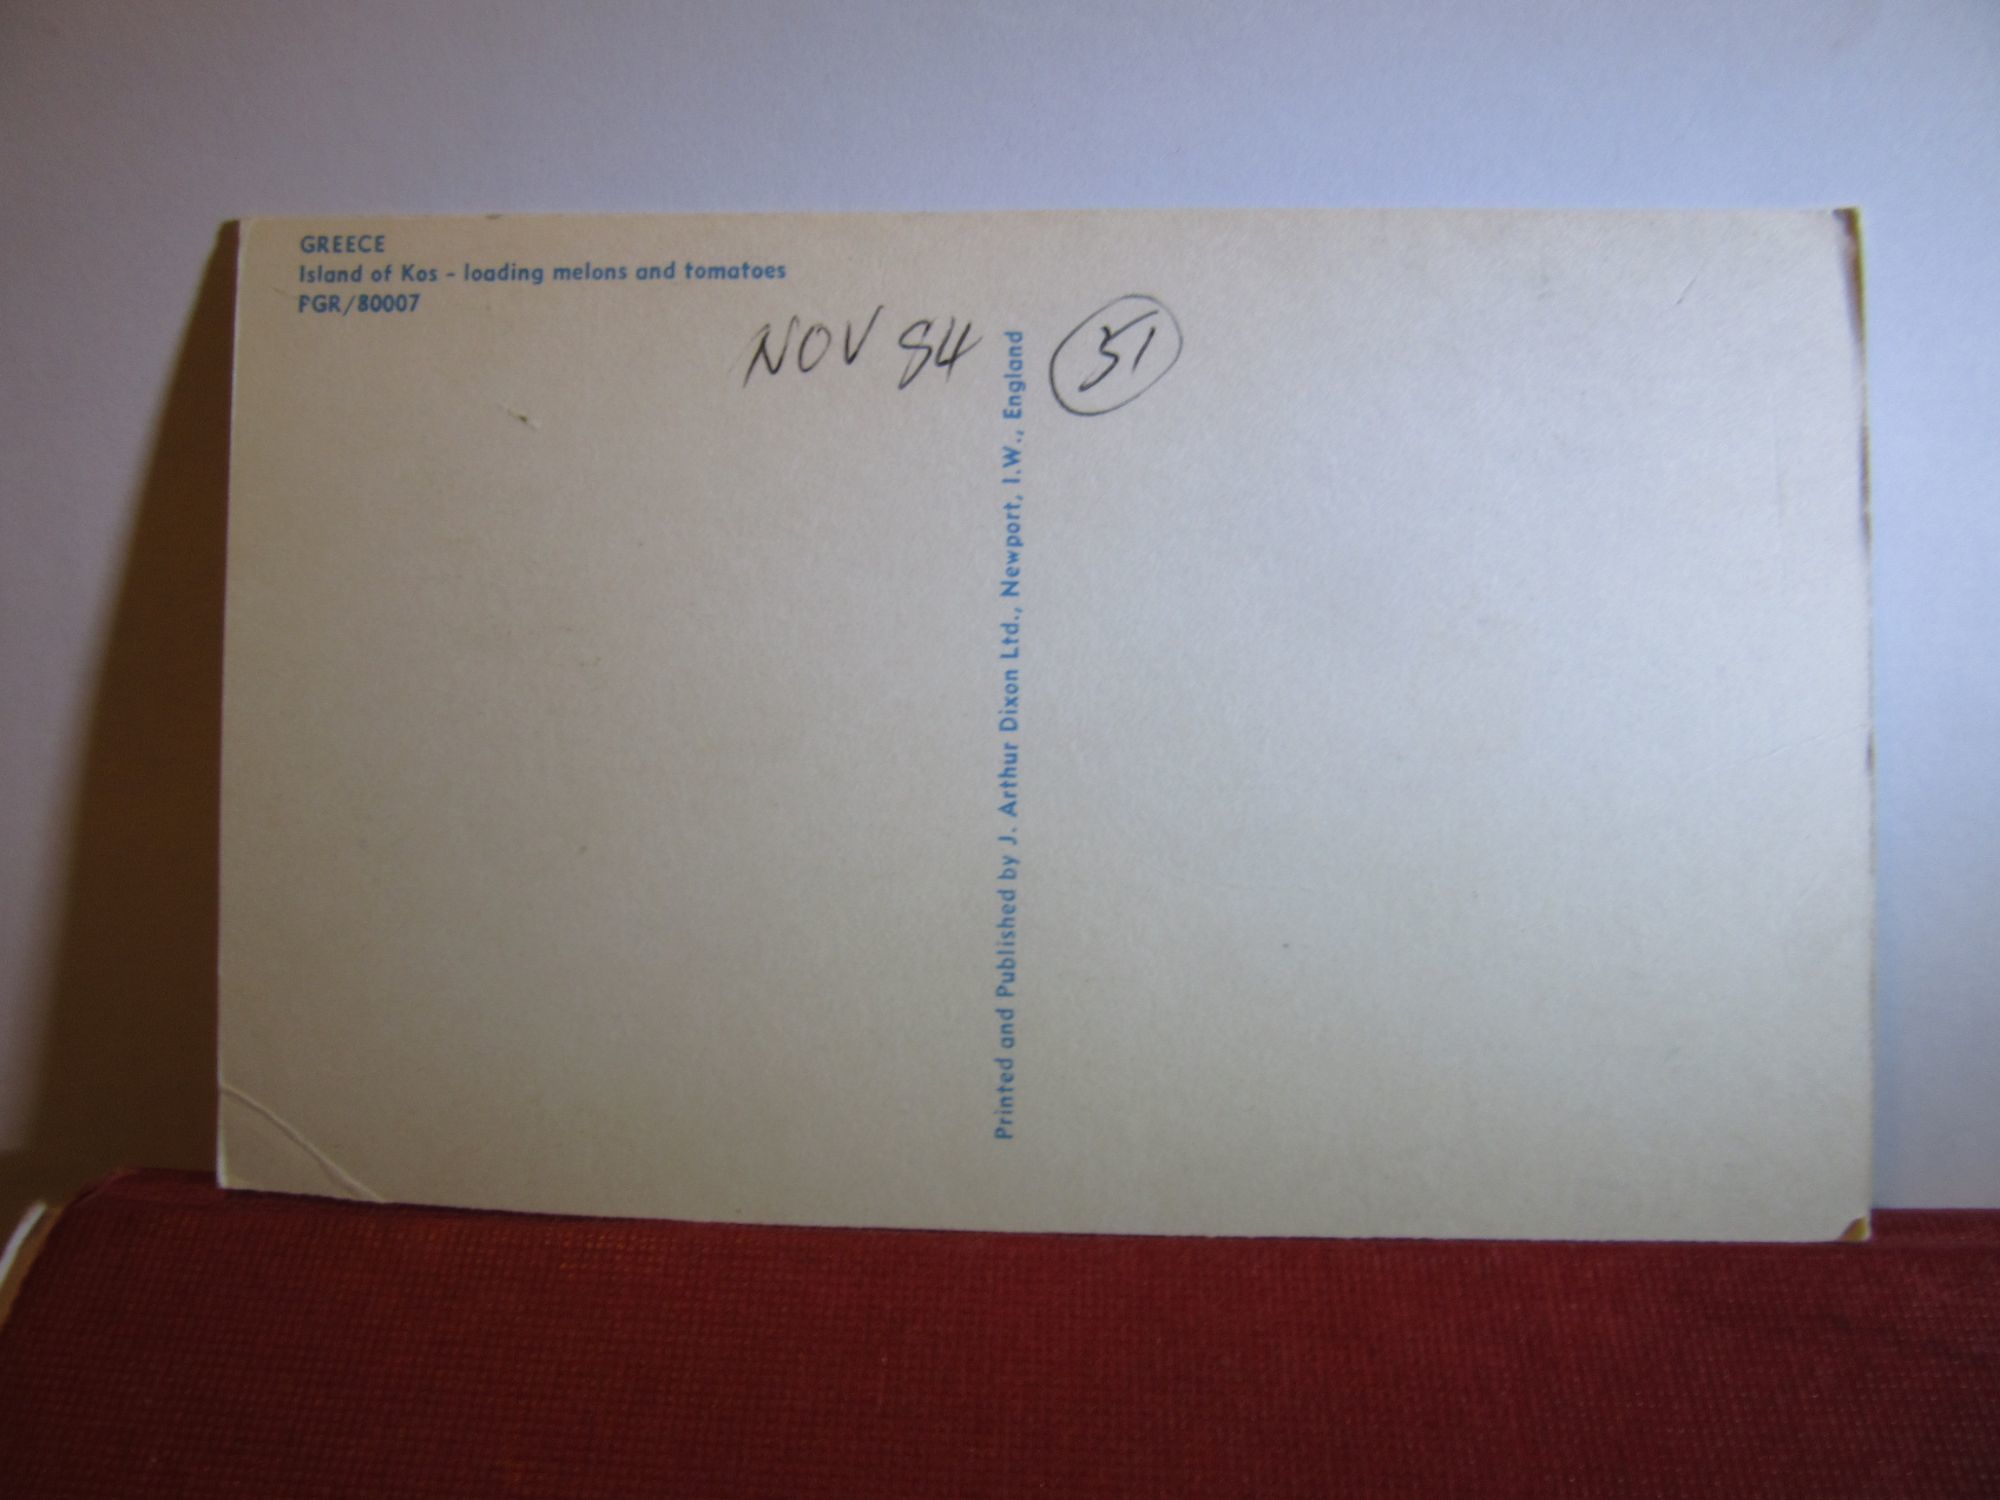 GREECE
Island of Kos - loading melons and tomatoes
PGR/80007
NOV 84
51
Printed and Published by J. Arthur Dixon Ltd., Newport, I.W., England